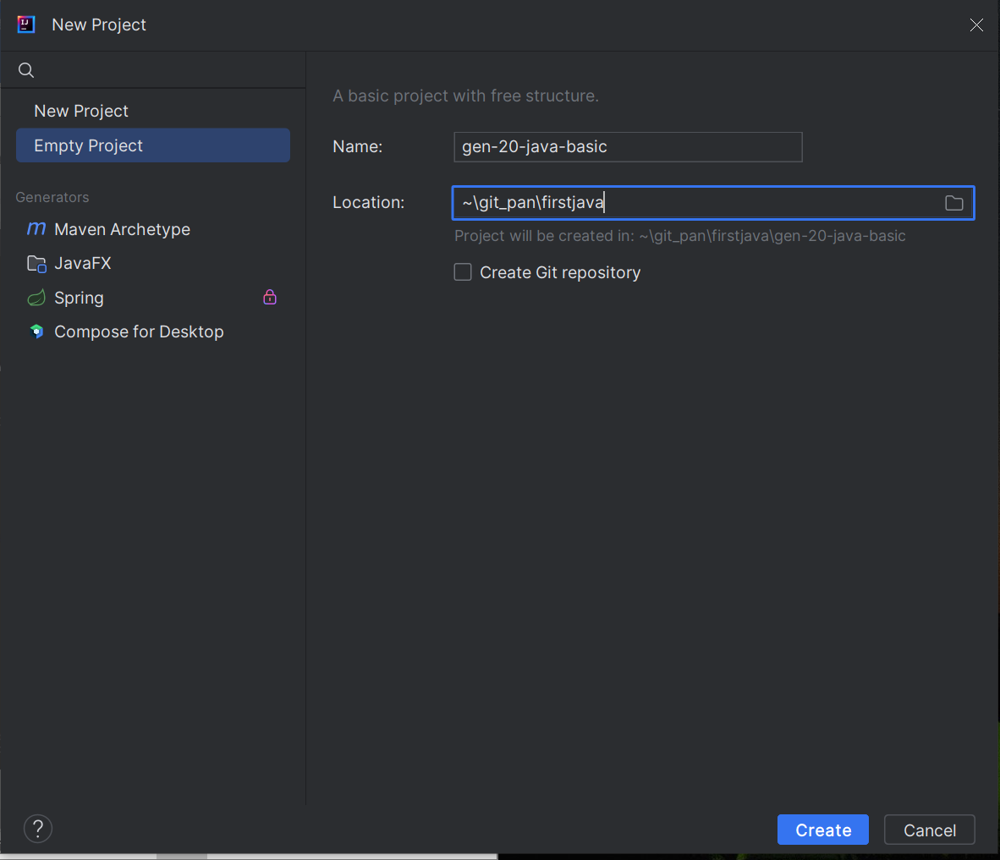 New Project
New Project
Empty Project
Generators
Maven Archetype
JavaFX
Spring
Compose for Desktop
A basic project with free structure.
Name: gen-20-java-basic
Location: ~\git_pan\firstjava
Project will be created in: ~\git_pan\firstjava\gen-20-java-basic
Create Git repository
?
Create Cancel